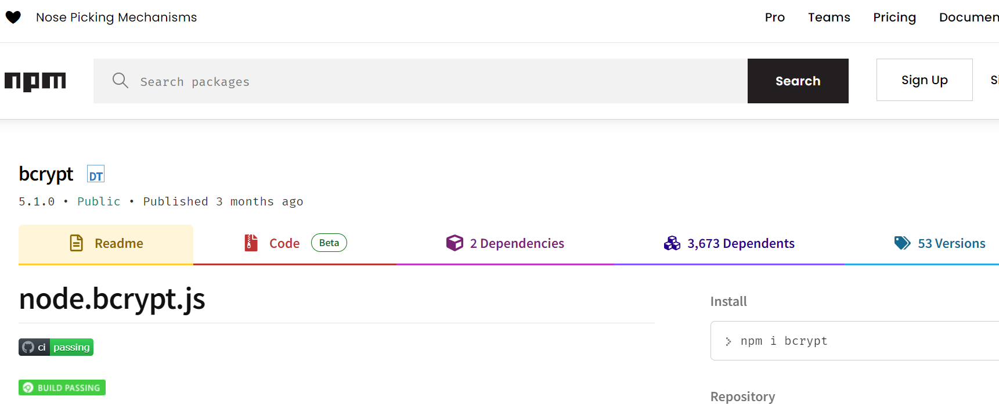 Nose Picking Mechanisms
Pro Teams Pricing Documen
npm
Search packages
Search
Sign Up
Si
bcrypt DT
5.1.0 • Public • Published 3 months ago
Readme
Code Beta
2 Dependencies
3,673 Dependents
53 Versions
node.bcrypt.js
Install
ci passing
> npm i bcrypt
BUILD PASSING
Repository